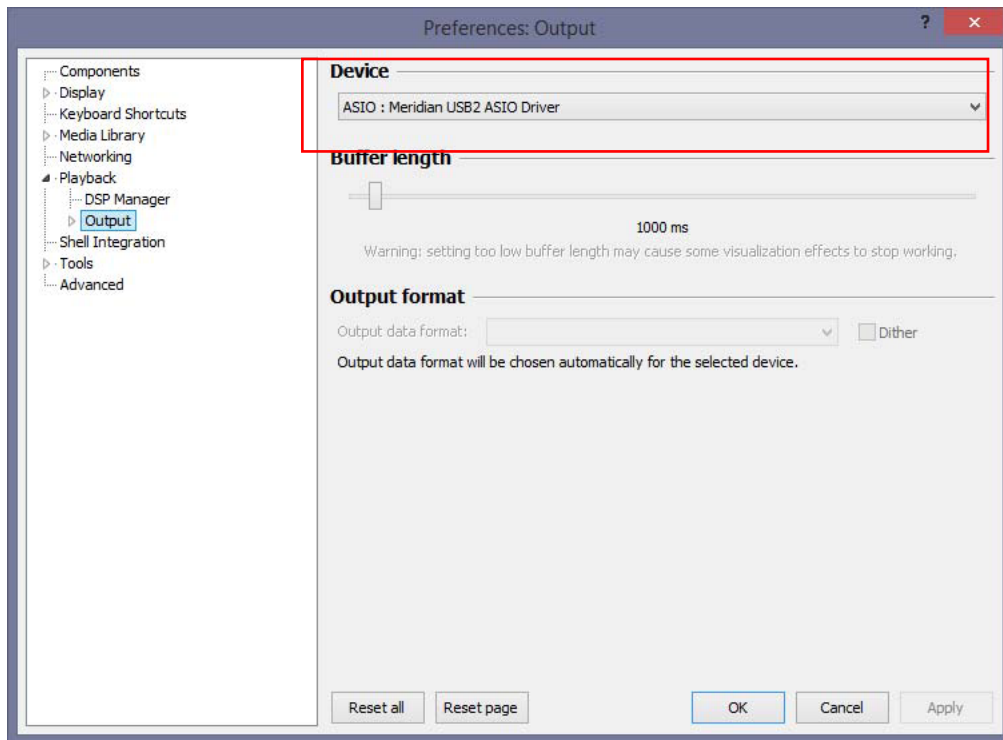 Preferences: Output
?
Components
Display
Keyboard Shortcuts
Media Library
Networking
Playback
DSP Manager
Output
Shell Integration
Tools
Advanced
Device
ASIO : Meridian USB2 ASIO Driver
Buffer length
1000 ms
Warning: setting too low buffer length may cause some visualization effects to stop working.
Output format
Output data format:
Dither
Output data format will be chosen automatically for the selected device.
Reset all
Reset page
OK
Cancel
Apply